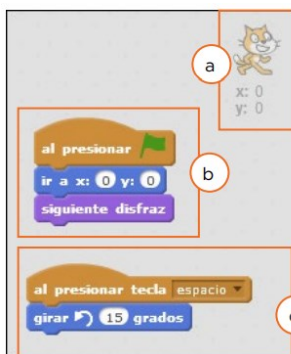 a
x: 0
y: 0
al presionar
ir a x: 0 y: 0
siguiente disfraz
b
al presionar tecla espacio
girar 15 grados